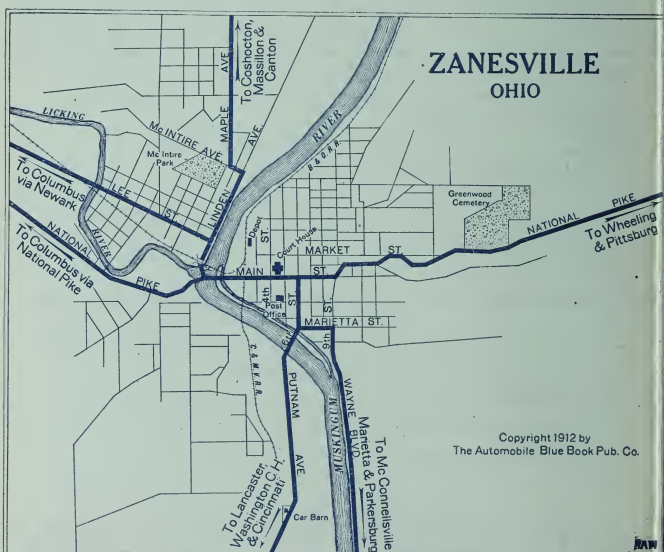 ZANESVILLE
OHIO
To Coshocton,
Massillon &
Canton
MAPLE AVE.
LICKING
RIVER
McINTIRE AVE
Mc Intire
Park
LINDEN AVE.
RIVER
B & O. R.R.
To Columbus
via Newark
LEE ST
NATIONAL PIKE
To Columbus via
National Pike
Depot
ST.
Court House
MARKET ST.
MAIN ST.
Greenwood
Cemetery
NATIONAL PIKE
To Wheeling
& Pittsburg
4th
Post
Office
ST.
MARIETTA ST.
6th
9th
C. & M.V. R.R.
PUTNAM AVE
MUSKINGUM
WAYNE BLVD
To Lancaster,
Washington C.H.
& Cincinnati
Car Barn
To McConnellsville
Marietta & Parkersburg
Copyright 1912 by
The Automobile Blue Book Pub. Co.